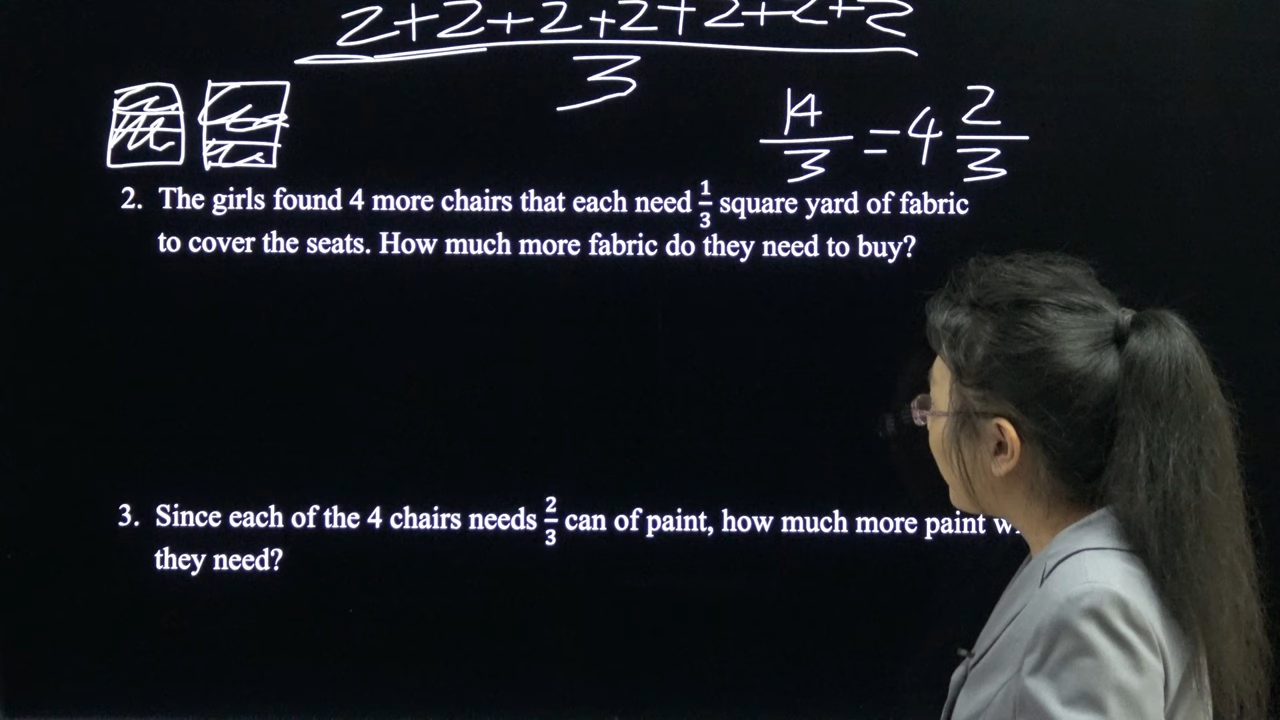 2+2+2+2+2+2+2
3
14/3 = 4 2/3
2. The girls found 4 more chairs that each need 1/3 square yard of fabric
to cover the seats. How much more fabric do they need to buy?
3. Since each of the 4 chairs needs 2/3 can of paint, how much more paint
they need?